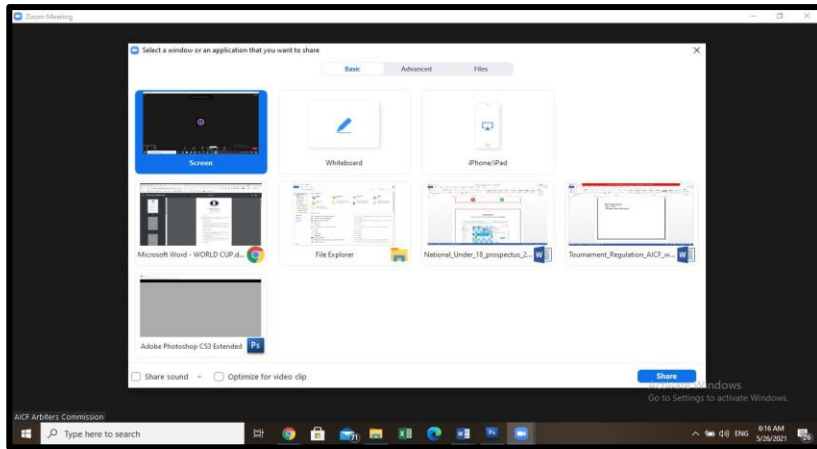 Zoom Meeting
Select a window or an application that you want to share
Basic Advanced Files
Screen
Whiteboard
iPhone/iPad
Microsoft Word - WORLD CUP.d...
File Explorer
National_Under_18_prospectus_2...
Tournament_Regulation_AICF_w...
Adobe Photoshop CS3 Extended
Share sound
Optimize for video clip
Share
Activate Windows
Go to Settings to activate Windows.
AICF Arbiters Commission
Type here to search
ENG
6:16 AM
5/26/2021